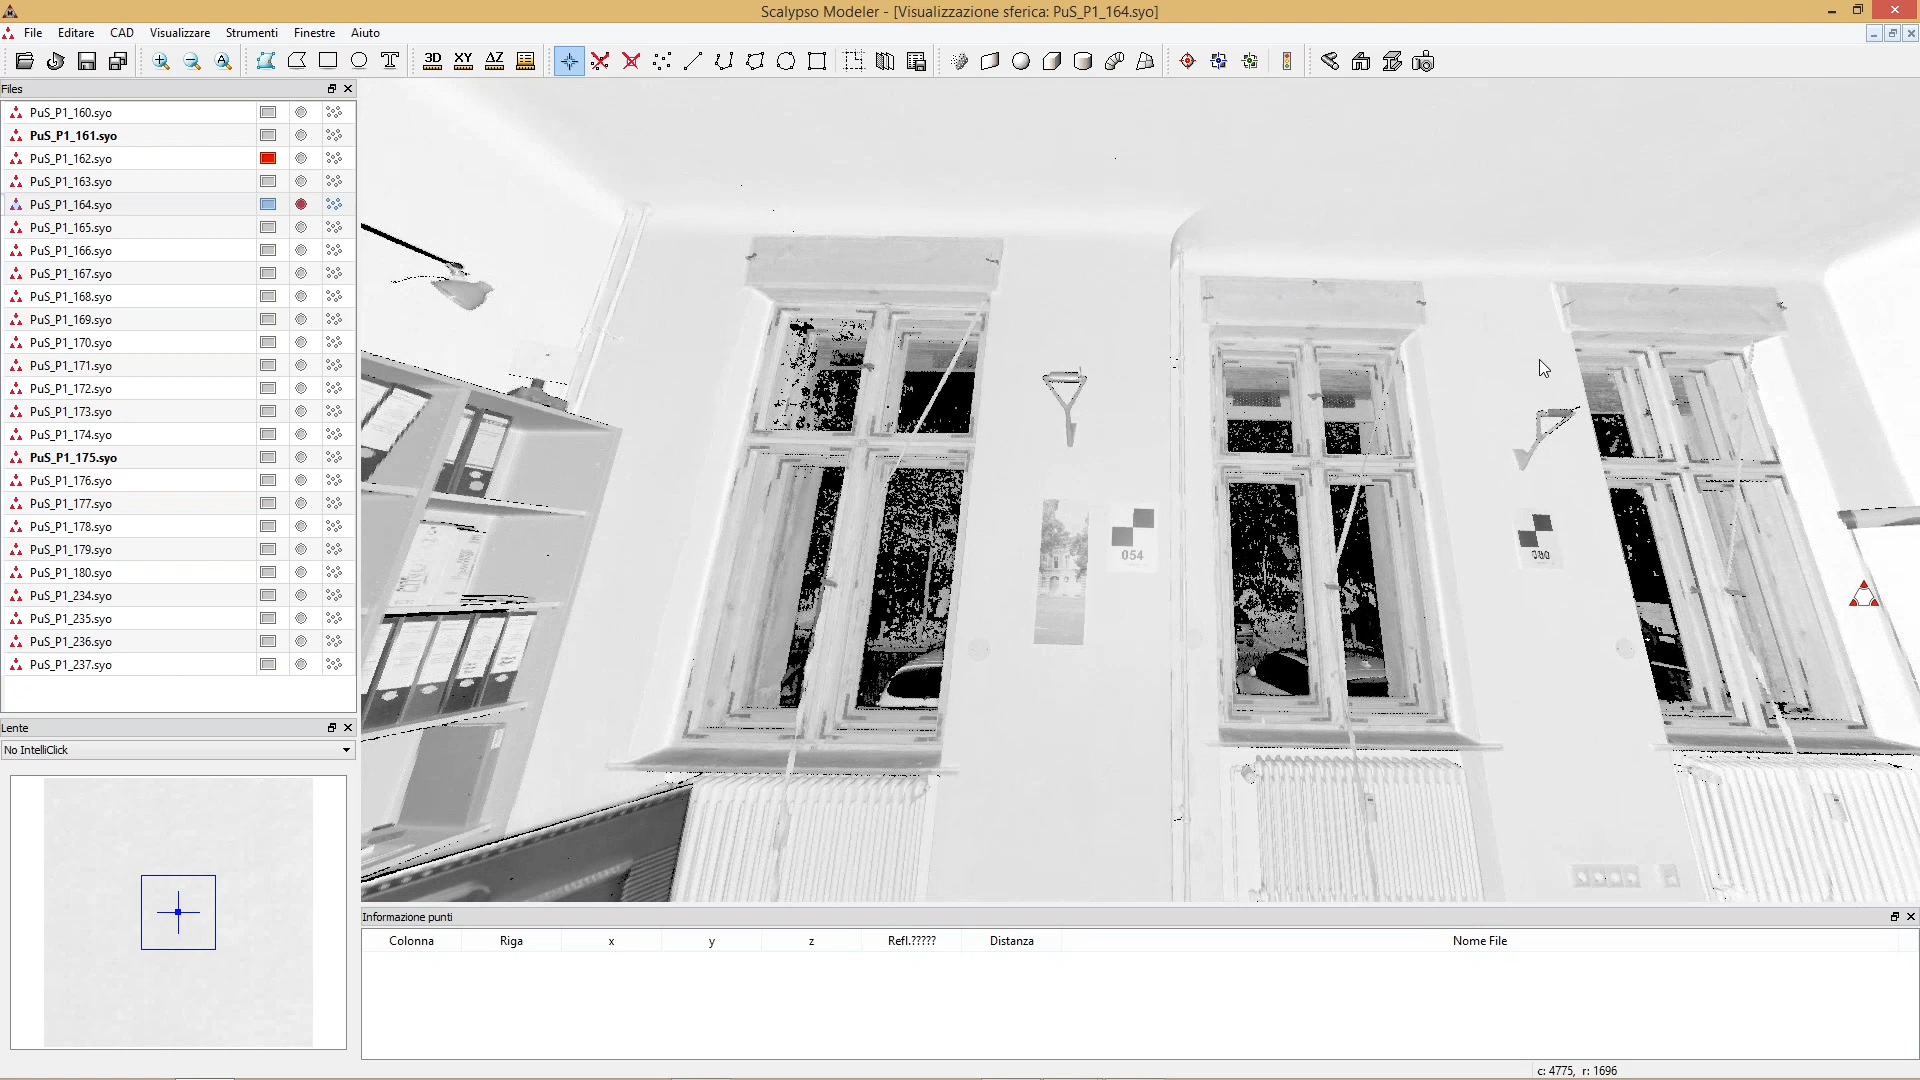 Scalypso Modeler - [Visualizzazione sferica: PuS_P1_164.syo]
File Editare CAD Visualizzare Strumenti Finestre Aiuto
3D XY ΔZ
Files
PuS_P1_160.syo
PuS_P1_161.syo
PuS_P1_162.syo
PuS_P1_163.syo
PuS_P1_164.syo
PuS_P1_165.syo
PuS_P1_166.syo
PuS_P1_167.syo
PuS_P1_168.syo
PuS_P1_169.syo
PuS_P1_170.syo
PuS_P1_171.syo
PuS_P1_172.syo
PuS_P1_173.syo
PuS_P1_174.syo
PuS_P1_175.syo
PuS_P1_176.syo
PuS_P1_177.syo
PuS_P1_178.syo
PuS_P1_179.syo
PuS_P1_180.syo
PuS_P1_234.syo
PuS_P1_235.syo
PuS_P1_236.syo
PuS_P1_237.syo
054
080
Lente
No IntelliClick
Informazione punti
Colonna Riga x y z Refl.????? Distanza Nome File
c: 4775, r: 1696